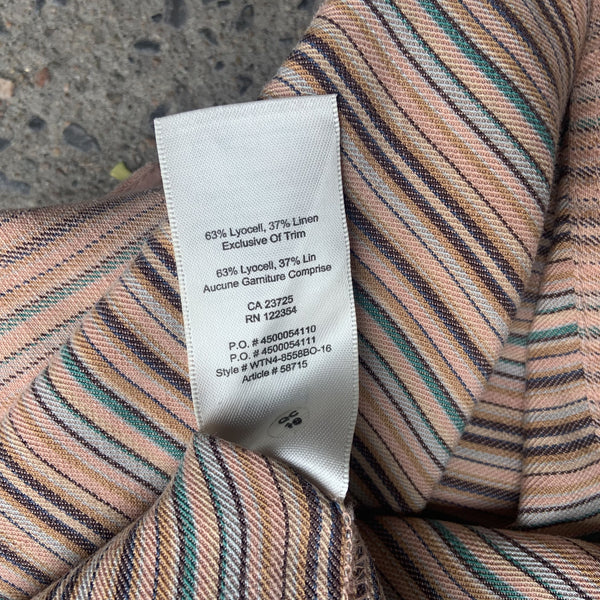 63% Lyocell, 37% Linen
Exclusive Of Trim
63% Lyocell, 37% Lin
Aucune Garniture Comprise
CA 23725
RN 122354
P.O. # 4500054110
P.O. # 4500054111
Style # WTN4-8558BO-16
Article # 58715